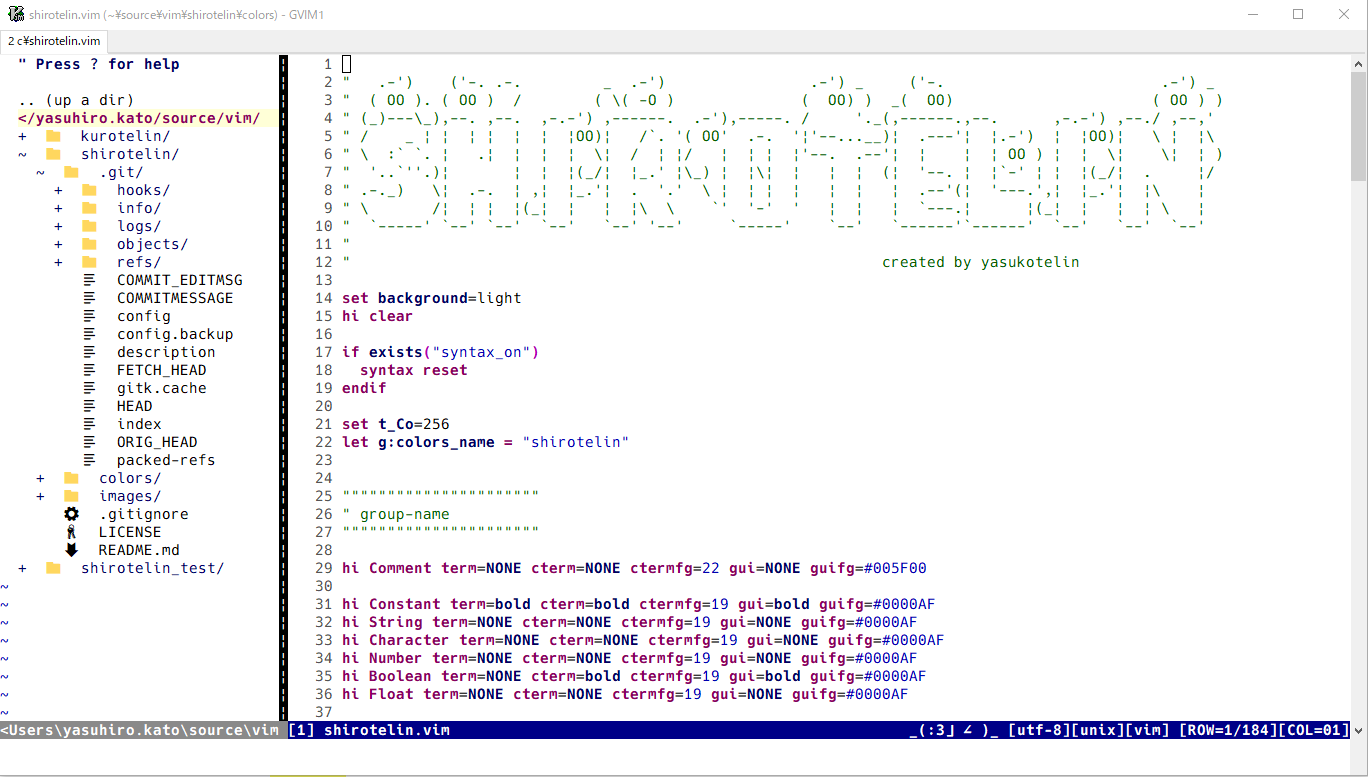 shirotelin.vim (~¥source¥vim¥shirotelin¥colors) - GVIM1
2 c¥shirotelin.vim
" Press ? for help
.. (up a dir)
</yasuhiro.kato/source/vim/
+ kurotelin/
~ shirotelin/
~ .git/
+ hooks/
+ info/
+ logs/
+ objects/
+ refs/
COMMIT_EDITMSG
COMMITMESSAGE
config
config.backup
description
FETCH_HEAD
gitk.cache
HEAD
index
ORIG_HEAD
packed-refs
+ colors/
+ images/
.gitignore
LICENSE
README.md
+ shirotelin_test/
~
~
~
~
~
~
~
~
<Users\yasuhiro.kato\source\vim
1
2 "
3 "
4 "
5 "
6 "
7 "
8 "
9 "
10 "
11 "
12 " created by yasukotelin
13
14 set background=light
15 hi clear
16
17 if exists("syntax_on")
18   syntax reset
19 endif
20
21 set t_Co=256
22 let g:colors_name = "shirotelin"
23
24
25 """"""""""""""""""""""
26 " group-name
27 """"""""""""""""""""""
28
29 hi Comment term=NONE cterm=NONE ctermfg=22 gui=NONE guifg=#005F00
30
31 hi Constant term=bold cterm=bold ctermfg=19 gui=bold guifg=#0000AF
32 hi String term=NONE cterm=NONE ctermfg=19 gui=NONE guifg=#0000AF
33 hi Character term=NONE cterm=NONE ctermfg=19 gui=NONE guifg=#0000AF
34 hi Number term=NONE cterm=NONE ctermfg=19 gui=NONE guifg=#0000AF
35 hi Boolean term=NONE cterm=bold ctermfg=19 gui=bold guifg=#0000AF
36 hi Float term=NONE cterm=NONE ctermfg=19 gui=NONE guifg=#0000AF
37
[1] shirotelin.vim _(:3」∠ )_ [utf-8][unix][vim] [ROW=1/184][COL=01]